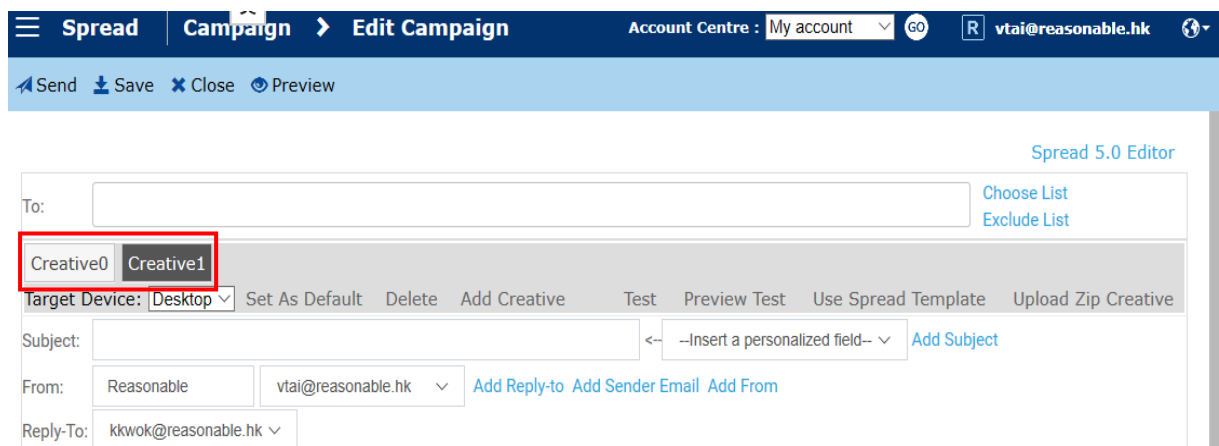 Spread Campaign Edit Campaign Account Centre : My account GO R vtai@reasonable.hk
Send Save Close Preview
Spread 5.0 Editor
To: Choose List
Exclude List
Creative0 Creative1
Target Device: Desktop Set As Default Delete Add Creative Test Preview Test Use Spread Template Upload Zip Creative
Subject: <-- --Insert a personalized field-- Add Subject
From: Reasonable vtai@reasonable.hk Add Reply-to Add Sender Email Add From
Reply-To: kkwok@reasonable.hk